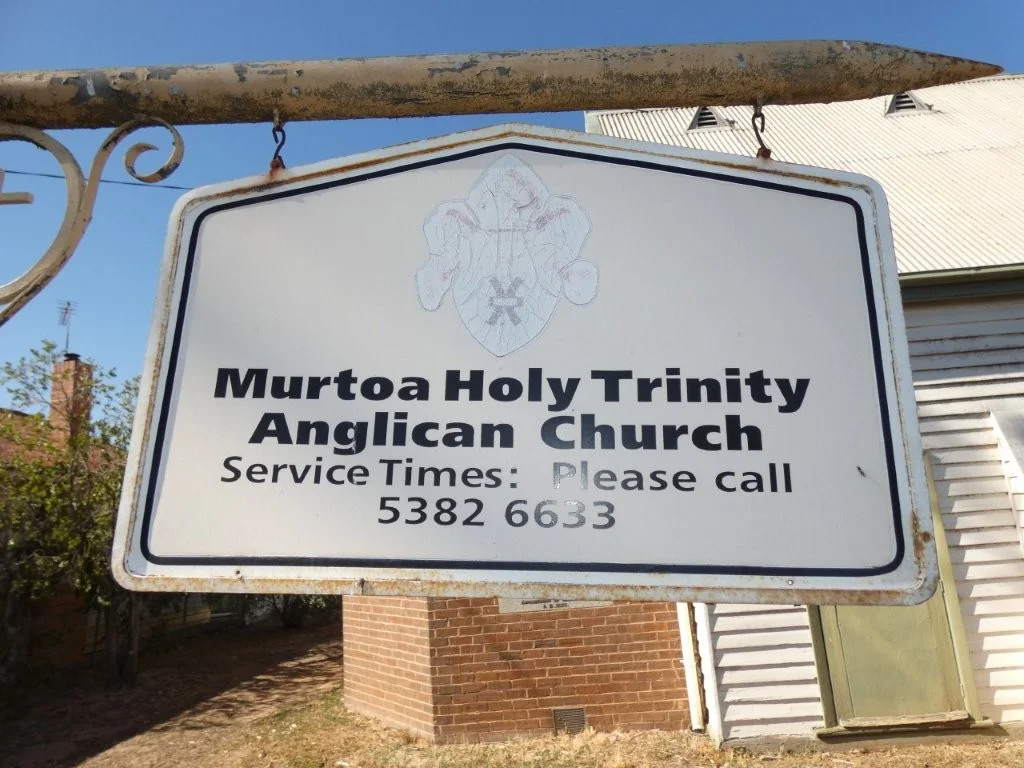 Murtoa Holy Trinity
Anglican Church
Service Times: Please call
5382 6633